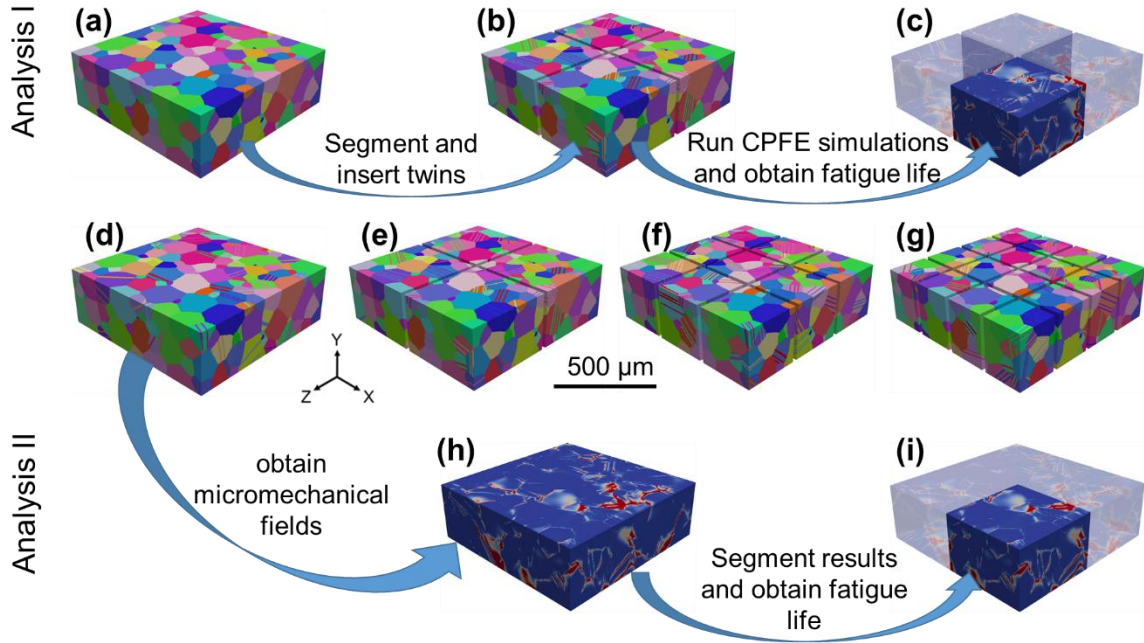 Analysis I
(a)
(b)
(c)
Segment and
insert twins
Run CPFE simulations
and obtain fatigue life
(d)
(e)
(f)
(g)
Y
Z
X
500 µm
Analysis II
obtain
micromechanical
fields
(h)
(i)
Segment results
and obtain fatigue
life